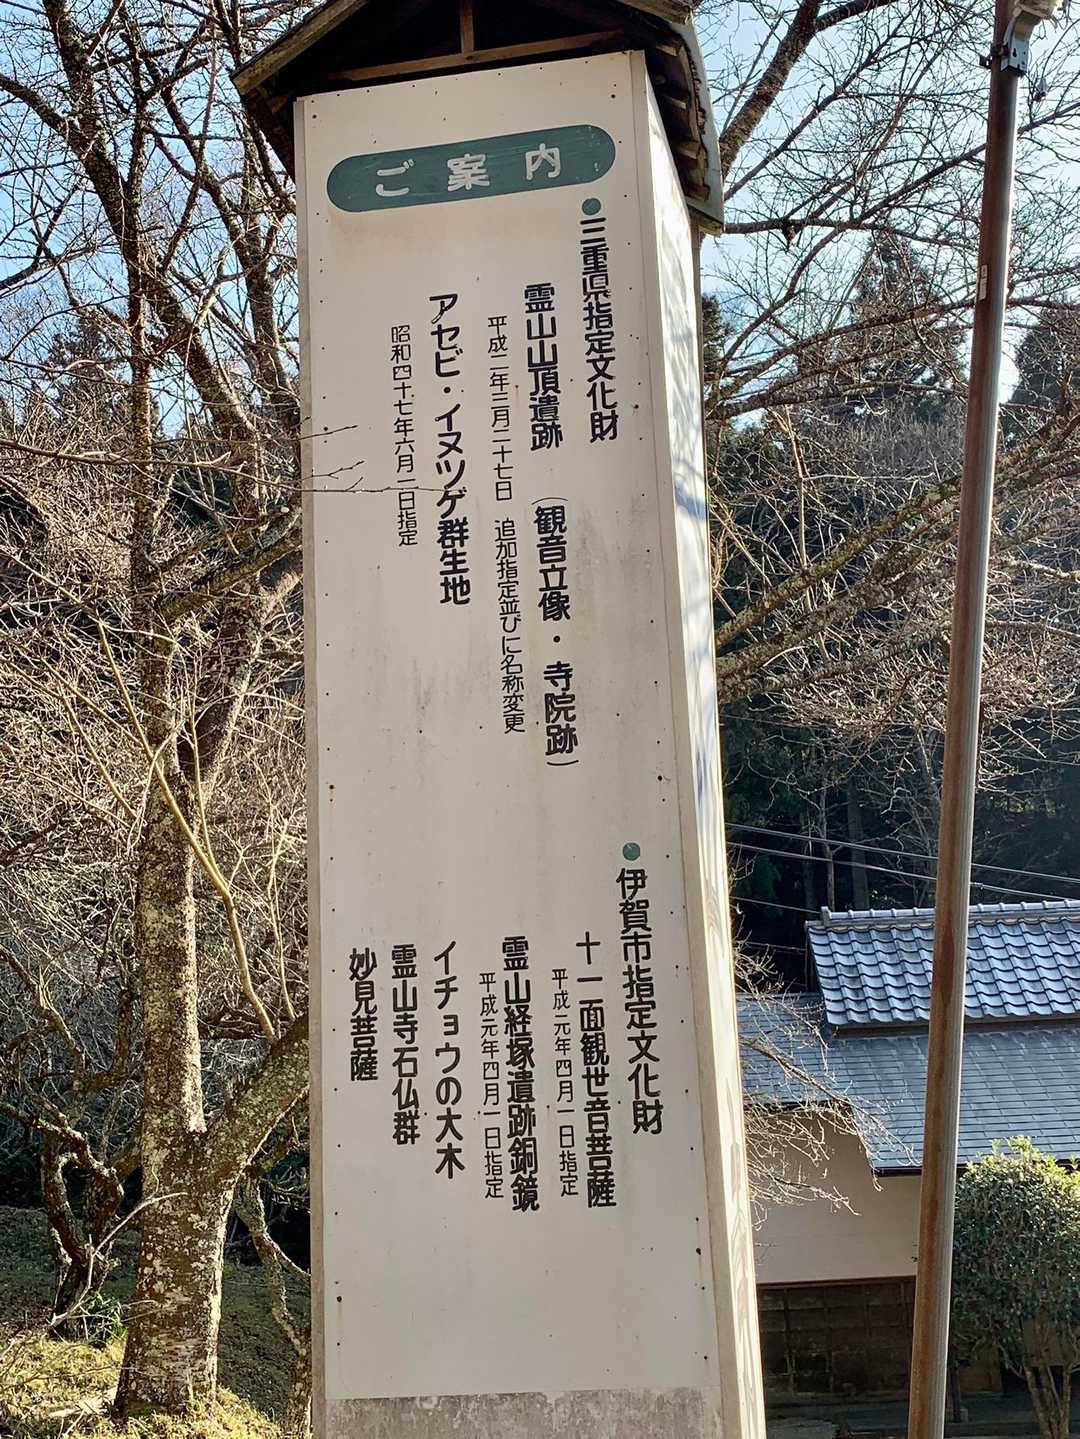 ご案内
●三重県指定文化財
霊山山頂遺跡（観音立像・寺院跡）
平成二年三月二十七日 追加指定並びに名称変更
アセビ・イヌツゲ群生地
昭和四十七年六月一日指定
●伊賀市指定文化財
十一面観世音菩薩
平成元年四月一日指定
霊山経塚遺跡銅鏡
平成元年四月一日指定
イチョウの大木
霊山寺石仏群
妙見菩薩